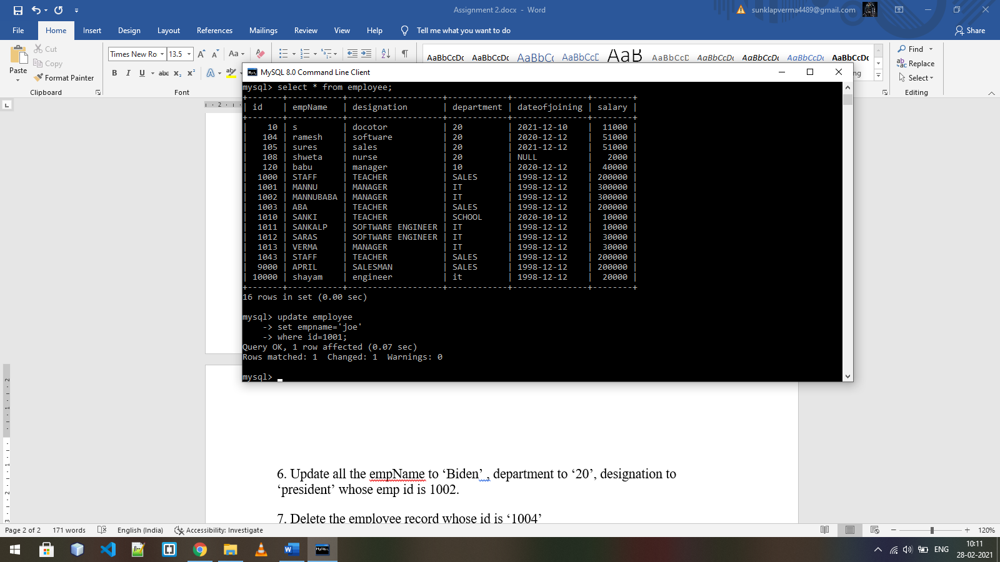 Assignment 2.docx - Word
sunklapverma4489@gmail.com
File Home Insert Design Layout References Mailings Review View Help Tell me what you want to do Share
Paste
Cut
Copy
Format Painter
Clipboard
Times New Ro 13.5
Font
AaBbCcDc AaBbCcDc AaBbCc AaBbCcC AaB AaBbCcC AaBbCcDc AaBbCcDc AaBbCcDc AaBbCcDc
Find
Replace
Select
Editing
MySQL 8.0 Command Line Client
mysql> select * from employee;
+-------+-----------+-------------------+------------+---------------+--------+
| id    | empName   | designation       | department | dateofjoining | salary |
+-------+-----------+-------------------+------------+---------------+--------+
|    10 | s         | docotor           | 20         | 2021-12-10    |  11000 |
|   104 | ramesh    | software          | 20         | 2020-12-12    |  51000 |
|   105 | sures     | sales             | 20         | 2021-12-12    |  51000 |
|   108 | shweta    | nurse             | 20         | NULL          |   2000 |
|   120 | babu      | manager           | 10         | 2020-12-12    |  40000 |
|  1000 | STAFF     | TEACHER           | SALES      | 1998-12-12    | 200000 |
|  1001 | MANNU     | MANAGER           | IT         | 1998-12-12    | 300000 |
|  1002 | MANNUBABA | MANAGER           | IT         | 1998-12-12    | 300000 |
|  1003 | ABA       | TEACHER           | SALES      | 1998-12-12    | 200000 |
|  1010 | SANKI     | TEACHER           | SCHOOL     | 2020-10-12    |  10000 |
|  1011 | SANKALP   | SOFTWARE ENGINEER | IT         | 1998-12-12    |  10000 |
|  1012 | SARAS     | SOFTWARE ENGINEER | IT         | 1998-12-12    |  30000 |
|  1013 | VERMA     | MANAGER           | IT         | 1998-12-12    |  30000 |
|  1043 | STAFF     | TEACHER           | SALES      | 1998-12-12    | 200000 |
|  9000 | APRIL     | SALESMAN          | SALES      | 1998-12-12    | 200000 |
| 10000 | shayam    | engineer          | it         | 1998-12-12    |  20000 |
+-------+-----------+-------------------+------------+---------------+--------+
16 rows in set (0.00 sec)
mysql> update employee
    -> set empname='joe'
    -> where id=1001;
Query OK, 1 row affected (0.07 sec)
Rows matched: 1  Changed: 1  Warnings: 0
mysql>
6. Update all the empName to ‘Biden’ , department to ‘20’, designation to
‘president’ whose emp id is 1002.
7. Delete the employee record whose id is ‘1004’
Page 2 of 2 171 words English (India) Accessibility: Investigate 120%
ENG
10:11
28-02-2021